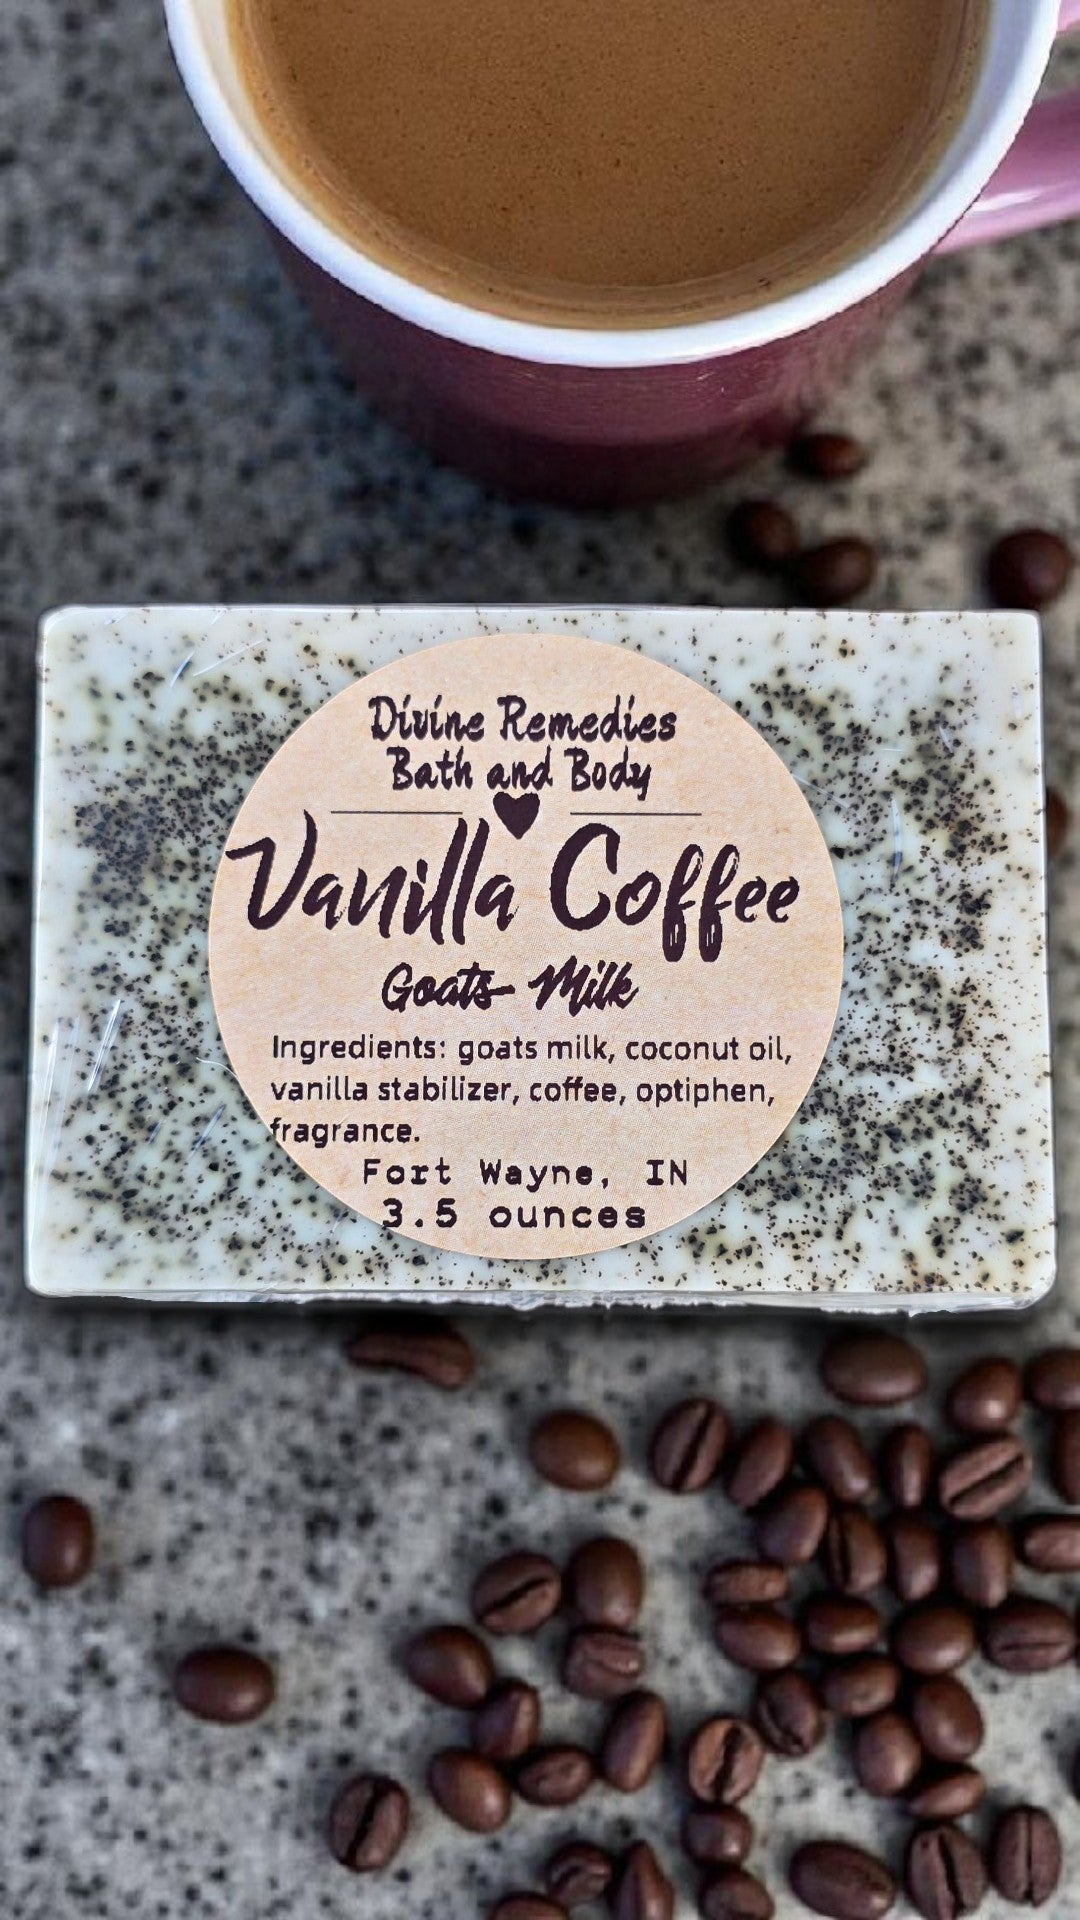 Divine Remedies
Bath and Body
Vanilla Coffee
Goats Milk
Ingredients: goats milk, coconut oil,
vanilla stabilizer, coffee, optiphen,
fragrance.
Fort Wayne, IN
3.5 ounces